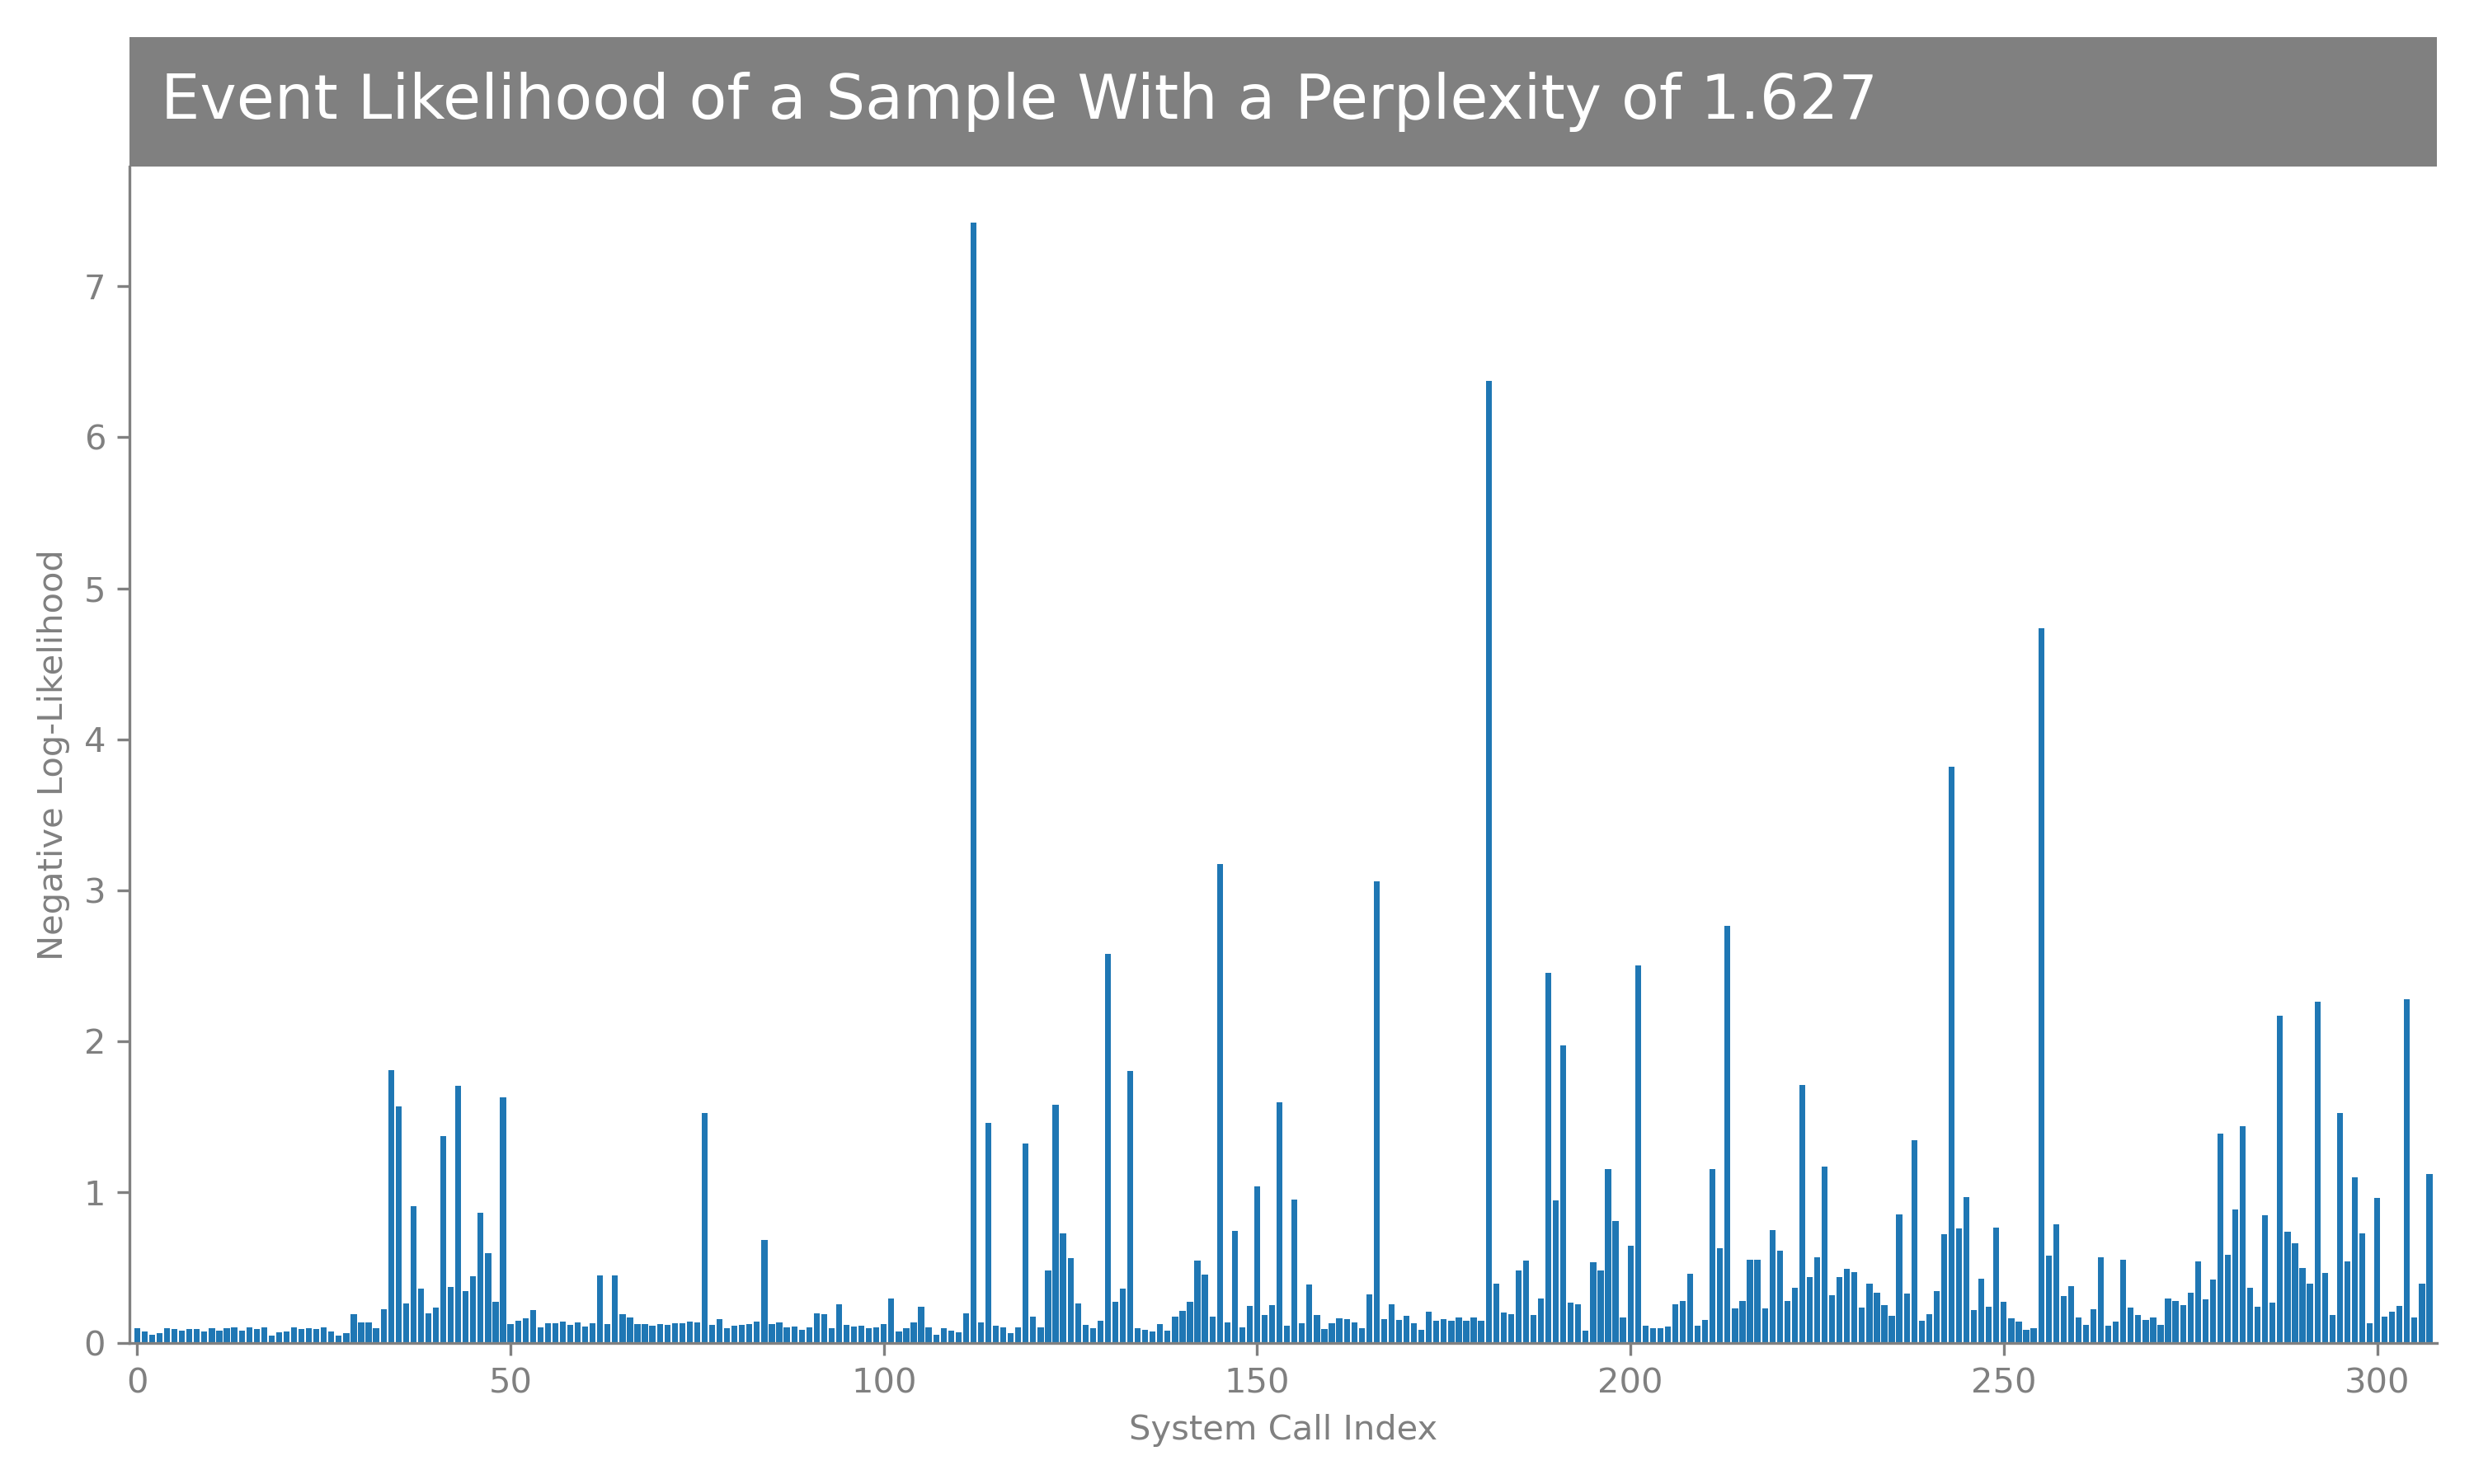 Event Likelihood of a Sample With a Perplexity of 1.627
7
6
5
4
3
2
1
0
Negative Log-Likelihood
0 50 100 150 200 250 300
System Call Index